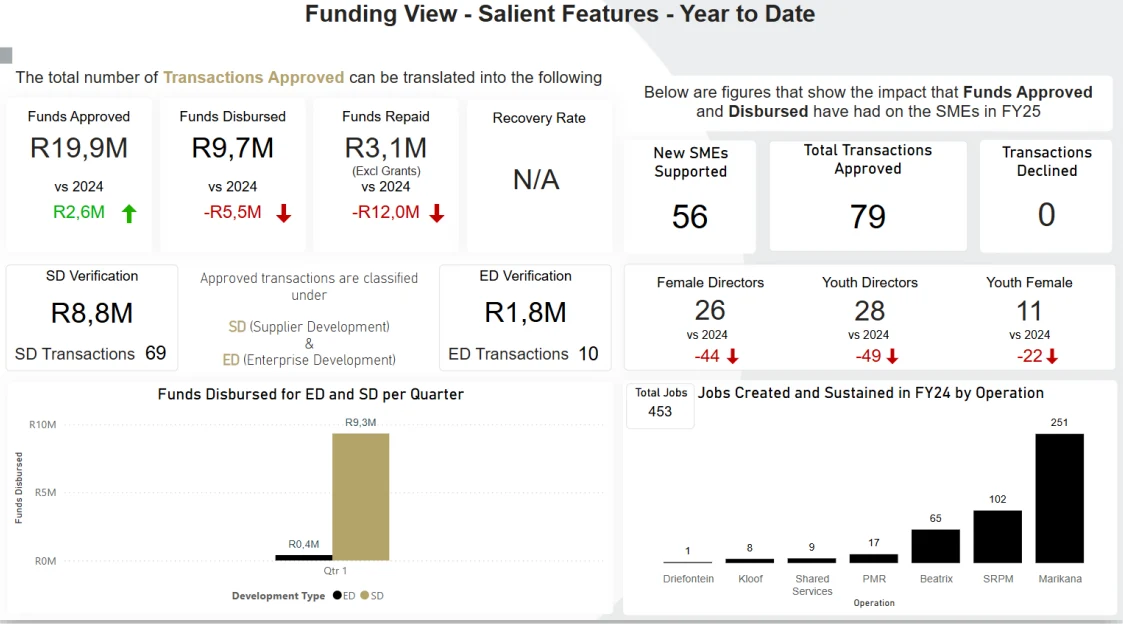 Funding View - Salient Features - Year to Date
The total number of Transactions Approved can be translated into the following
Funds Approved
R19,9M
vs 2024
R2,6M
Funds Disbursed
R9,7M
vs 2024
-R5,5M
Funds Repaid
R3,1M
(Excl Grants)
vs 2024
-R12,0M
Recovery Rate
N/A
Below are figures that show the impact that Funds Approved
and Disbursed have had on the SMEs in FY25
New SMEs
Supported
56
Total Transactions
Approved
79
Transactions
Declined
0
SD Verification
R8,8M
SD Transactions 69
Approved transactions are classified
under
SD (Supplier Development)
&
ED (Enterprise Development)
ED Verification
R1,8M
ED Transactions 10
Female Directors
26
vs 2024
-44
Youth Directors
28
vs 2024
-49
Youth Female
11
vs 2024
-22
Funds Disbursed for ED and SD per Quarter
Funds Disbursed
R10M
R5M
R0M
R0,4M
R9,3M
Qtr 1
Development Type ED SD
Total Jobs
453
Jobs Created and Sustained in FY24 by Operation
1
8
9
17
65
102
251
Driefontein
Kloof
Shared
Services
PMR
Beatrix
SRPM
Marikana
Operation